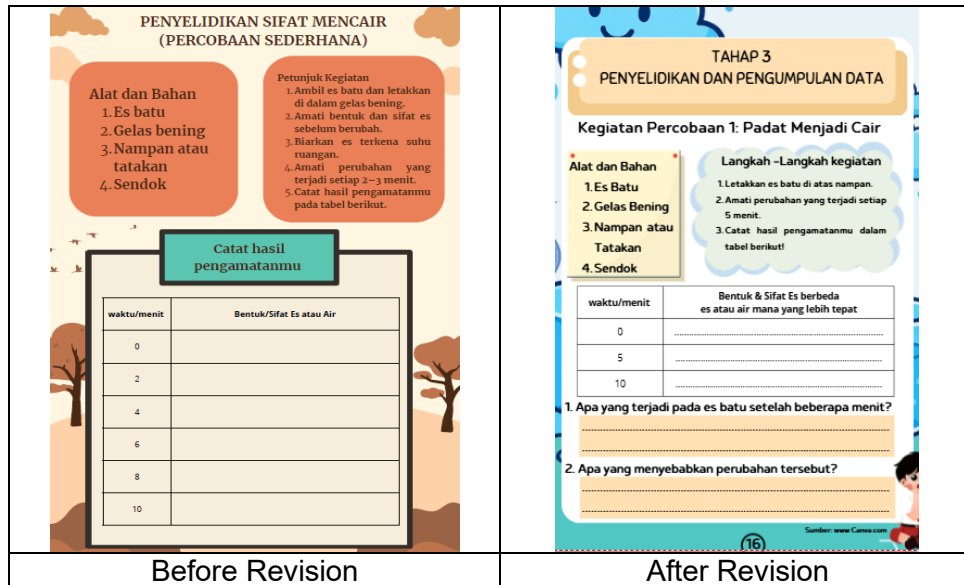 PENYELIDIKAN SIFAT MENCAIR
(PERCOBAAN SEDERHANA)
Alat dan Bahan
1. Es batu
2. Gelas bening
3. Nampan atau
tatakan
4. Sendok
Petunjuk Kegiatan
1. Ambil es batu dan letakkan
di dalam gelas bening.
2. Amati bentuk dan sifat es
sebelum berubah.
3. Biarkan es terkena suhu
ruangan.
4. Amati perubahan yang
terjadi setiap 2–3 menit.
5. Catat hasil pengamatanmu
pada tabel berikut.
Catat hasil
pengamatanmu
waktu/menit Bentuk/Sifat Es atau Air
0
2
4
6
8
10
Before Revision
TAHAP 3
PENYELIDIKAN DAN PENGUMPULAN DATA
Kegiatan Percobaan 1: Padat Menjadi Cair
Alat dan Bahan
1. Es Batu
2. Gelas Bening
3. Nampan atau
Tatakan
4. Sendok
Langkah –Langkah kegiatan
1. Letakkan es batu di atas nampan.
2. Amati perubahan yang terjadi setiap
5 menit.
3. Catat hasil pengamatanmu dalam
tabel berikut!
waktu/menit Bentuk & Sifat Es berbeda
es atau air mana yang lebih tepat
0
5
10
1. Apa yang terjadi pada es batu setelah beberapa menit?
2. Apa yang menyebabkan perubahan tersebut?
Sumber: www Canva.com
16
After Revision